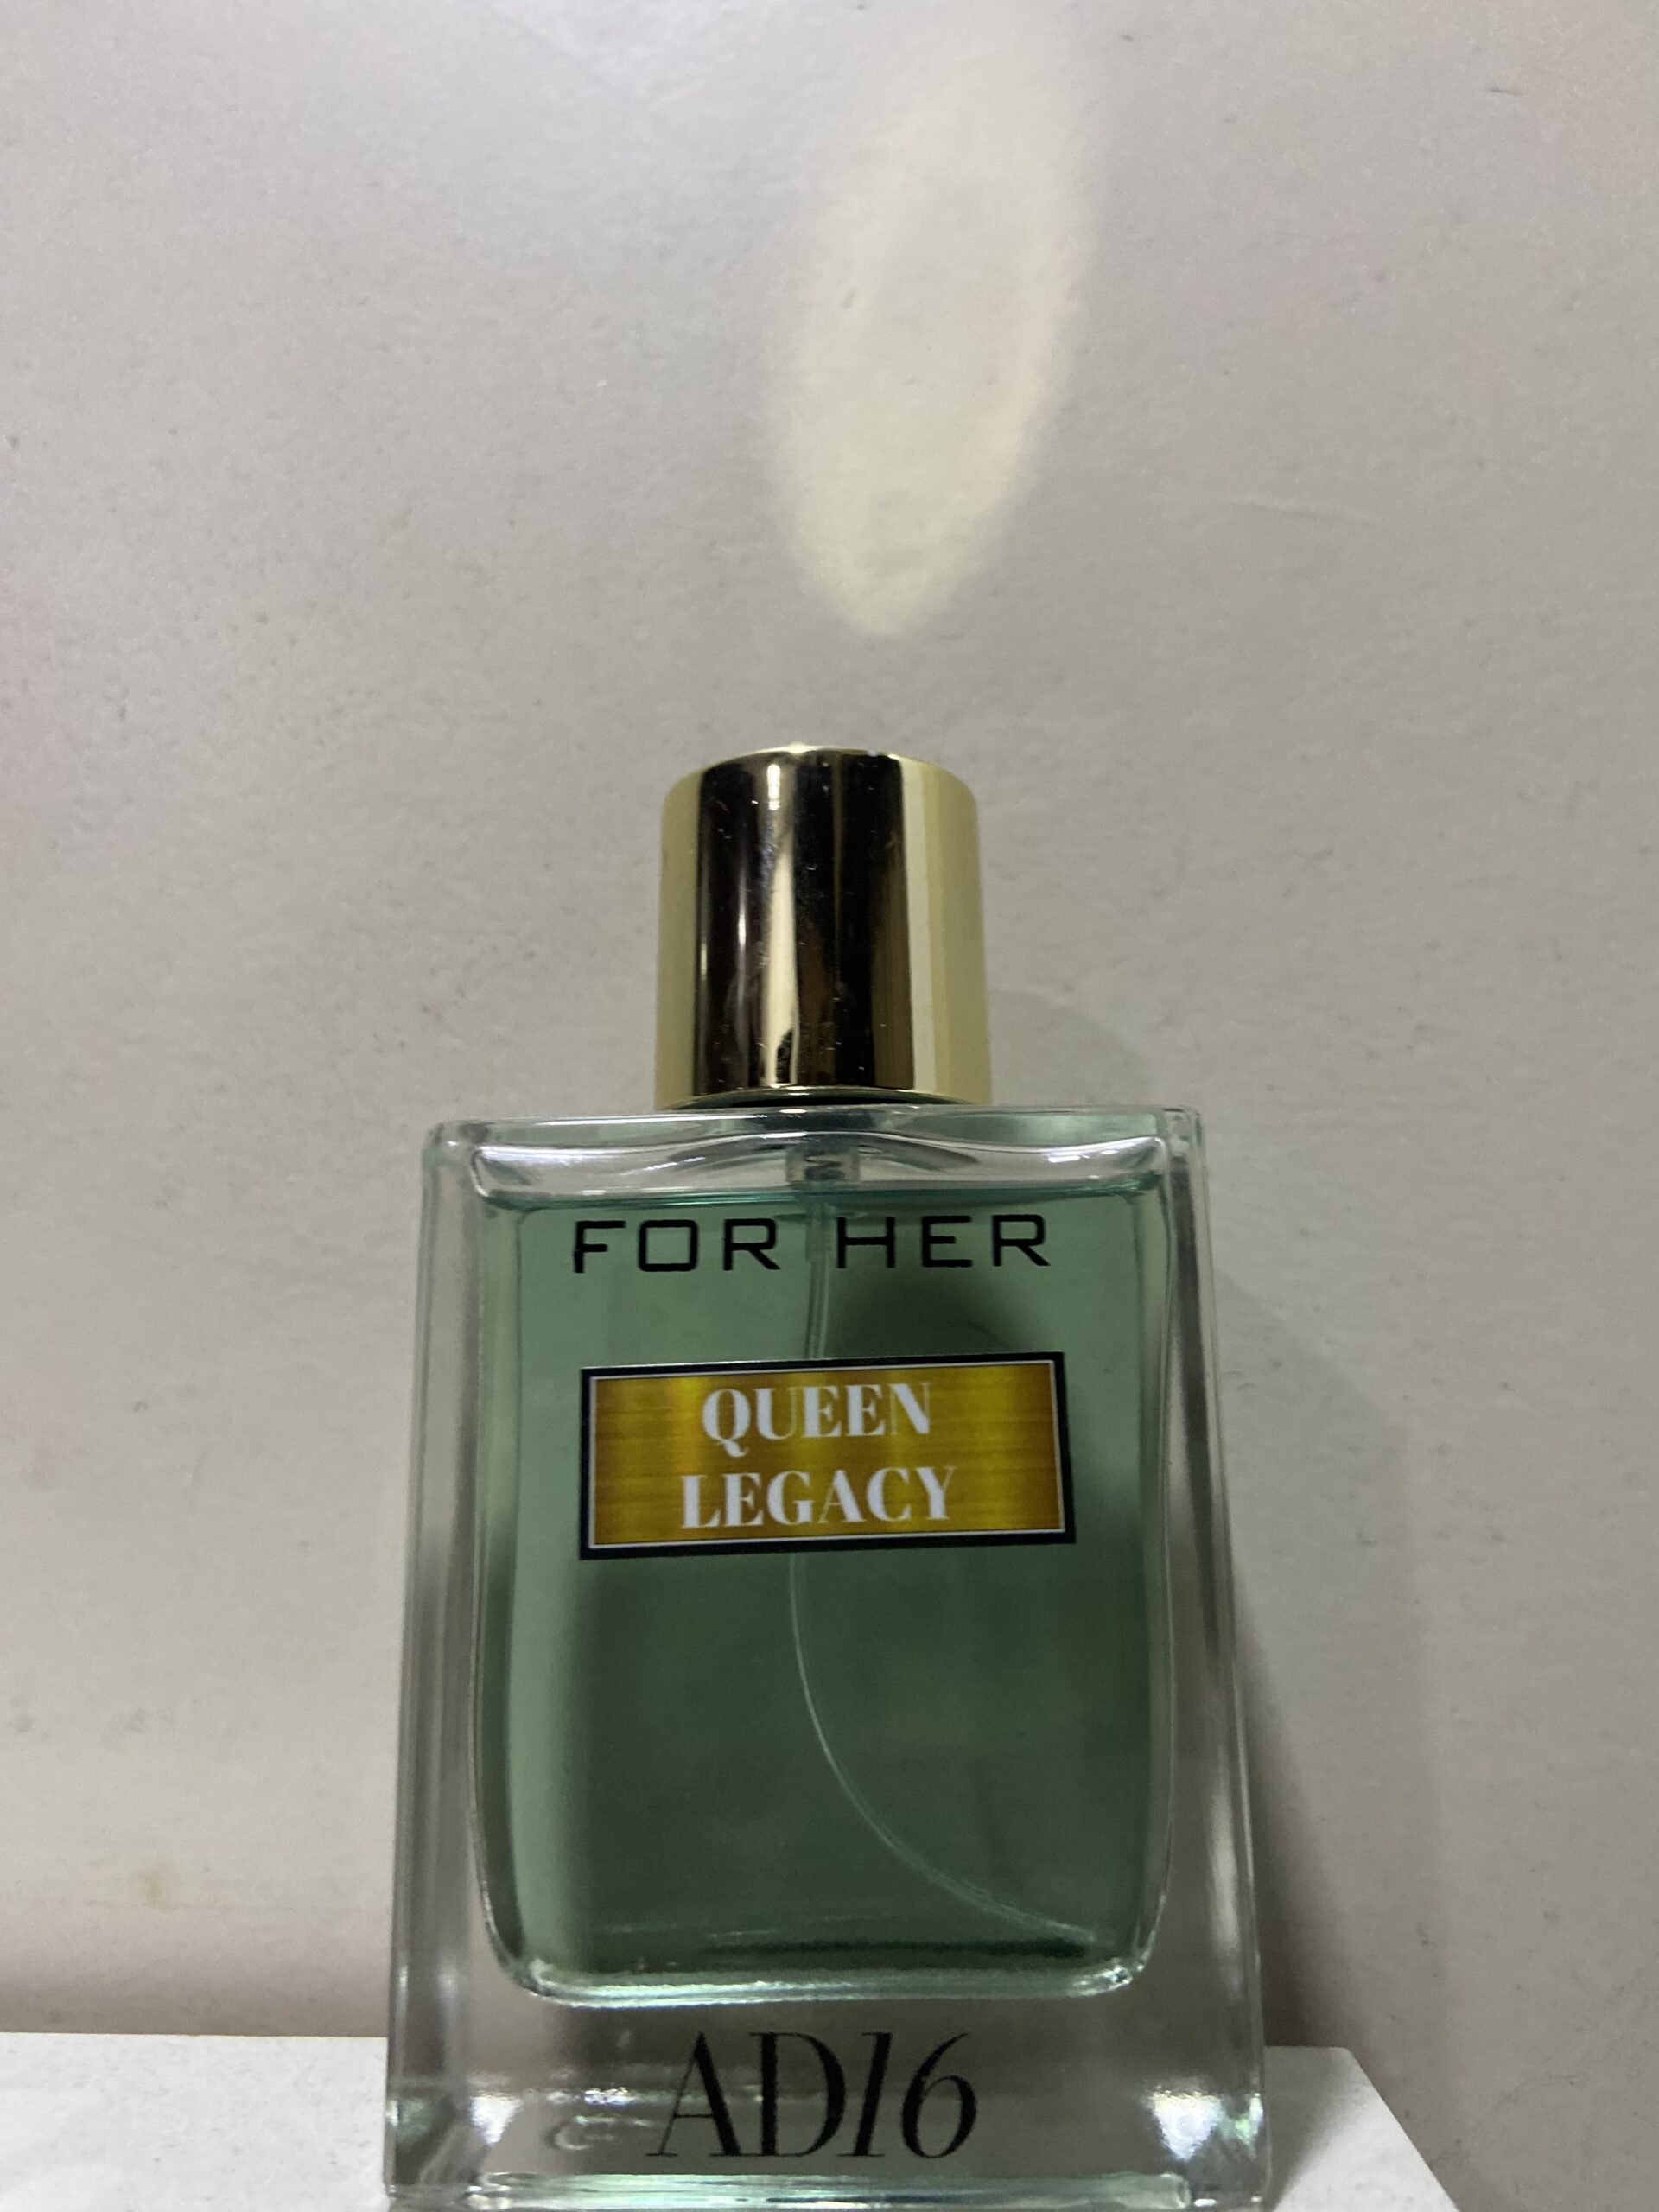 FOR HER
QUEEN
LEGACY
AD16